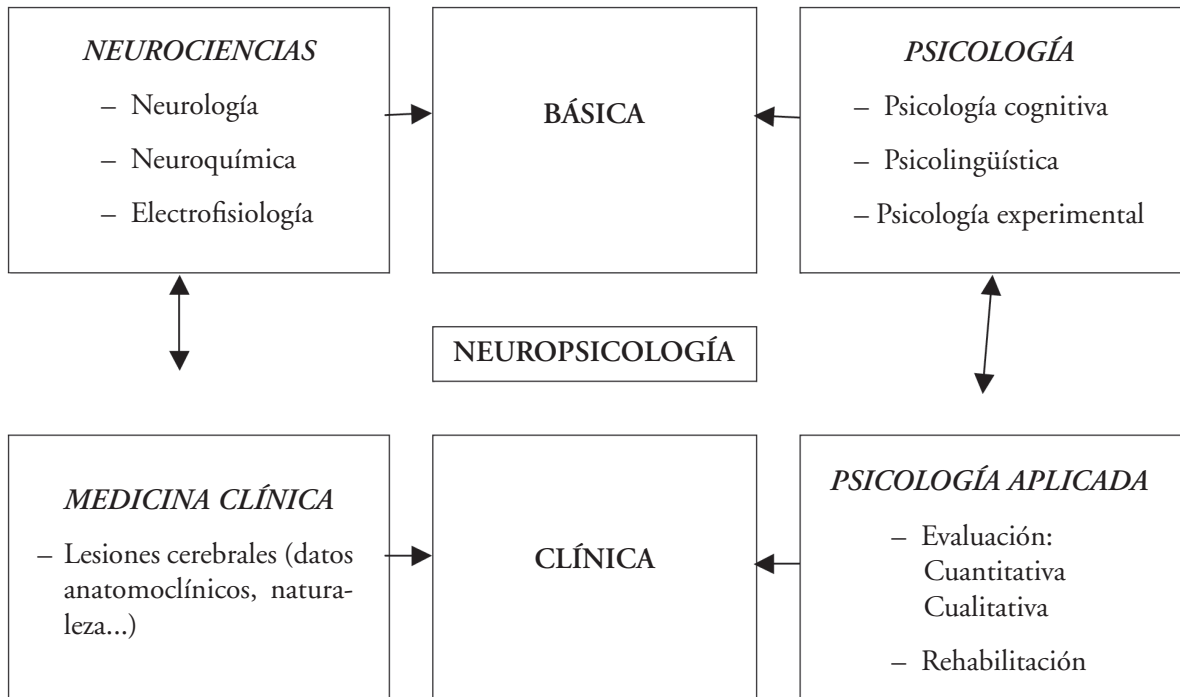 NEUROCIENCIAS
– Neurología
– Neuroquímica
– Electrofisiología
BÁSICA
PSICOLOGÍA
– Psicología cognitiva
– Psicolingüística
– Psicología experimental
NEUROPSICOLOGÍA
MEDICINA CLÍNICA
– Lesiones cerebrales (datos
anatomoclínicos, natura-
leza...)
CLÍNICA
PSICOLOGÍA APLICADA
– Evaluación:
Cuantitativa
Cualitativa
– Rehabilitación